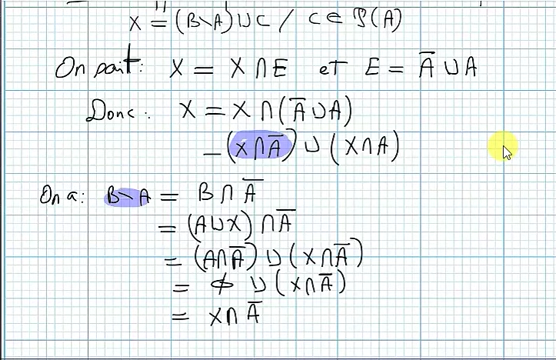 X = (B\A) ∪ C / C ∈ 𝒫(A)
On sait : X = X ∩ E et E = A̅ ∪ A
Donc : X = X ∩ (A̅ ∪ A)
= (X ∩ A̅) ∪ (X ∩ A)
On a : B\A = B ∩ A̅
= (A ∪ X) ∩ A̅
= (A ∩ A̅) ∪ (X ∩ A̅)
= ϕ ∪ (X ∩ A̅)
= X ∩ A̅